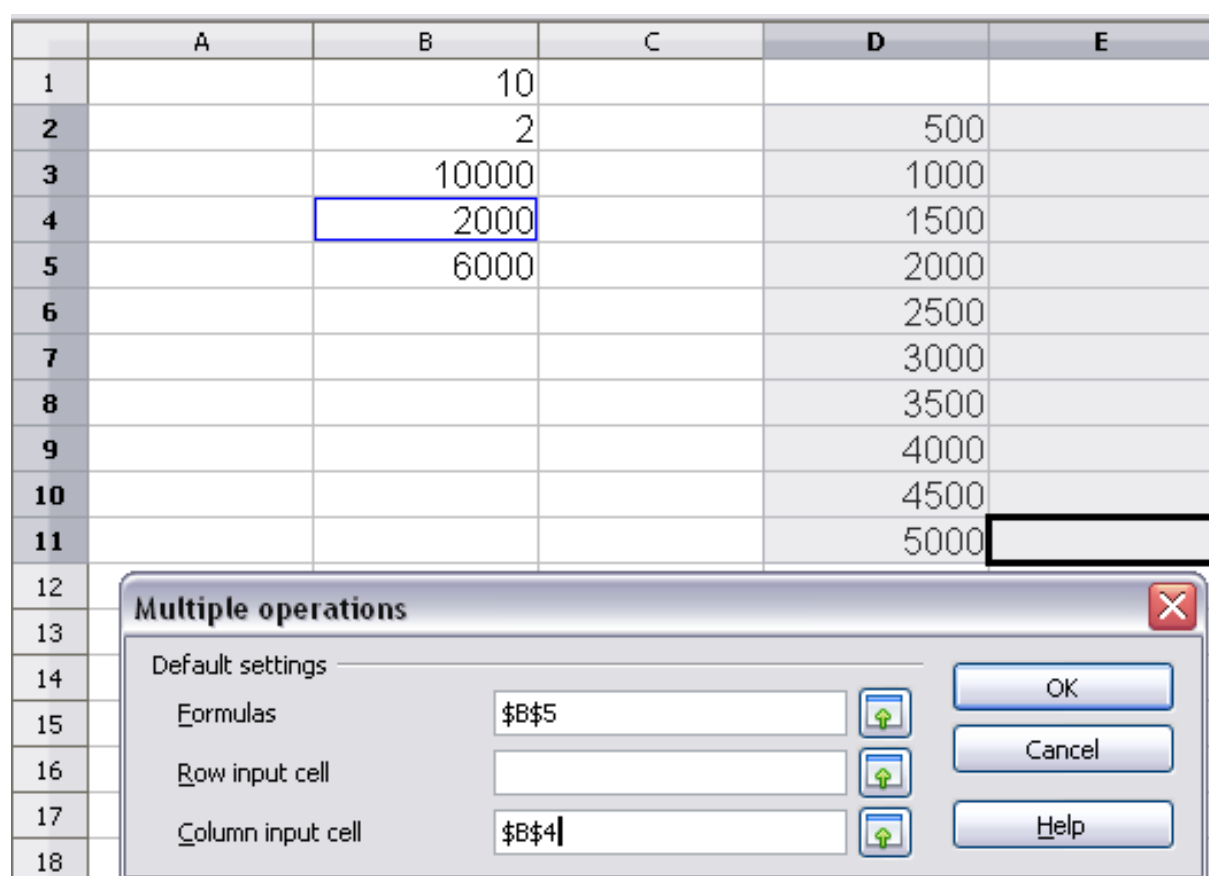 A B C D E
1 10
2 2 500
3 10000 1000
4 2000 1500
5 6000 2000
6 2500
7 3000
8 3500
9 4000
10 4500
11 5000
12
Multiple operations
13
14 Default settings
OK
15 Formulas $B$5
Cancel
16 Row input cell
17 Column input cell $B$4 Help
18